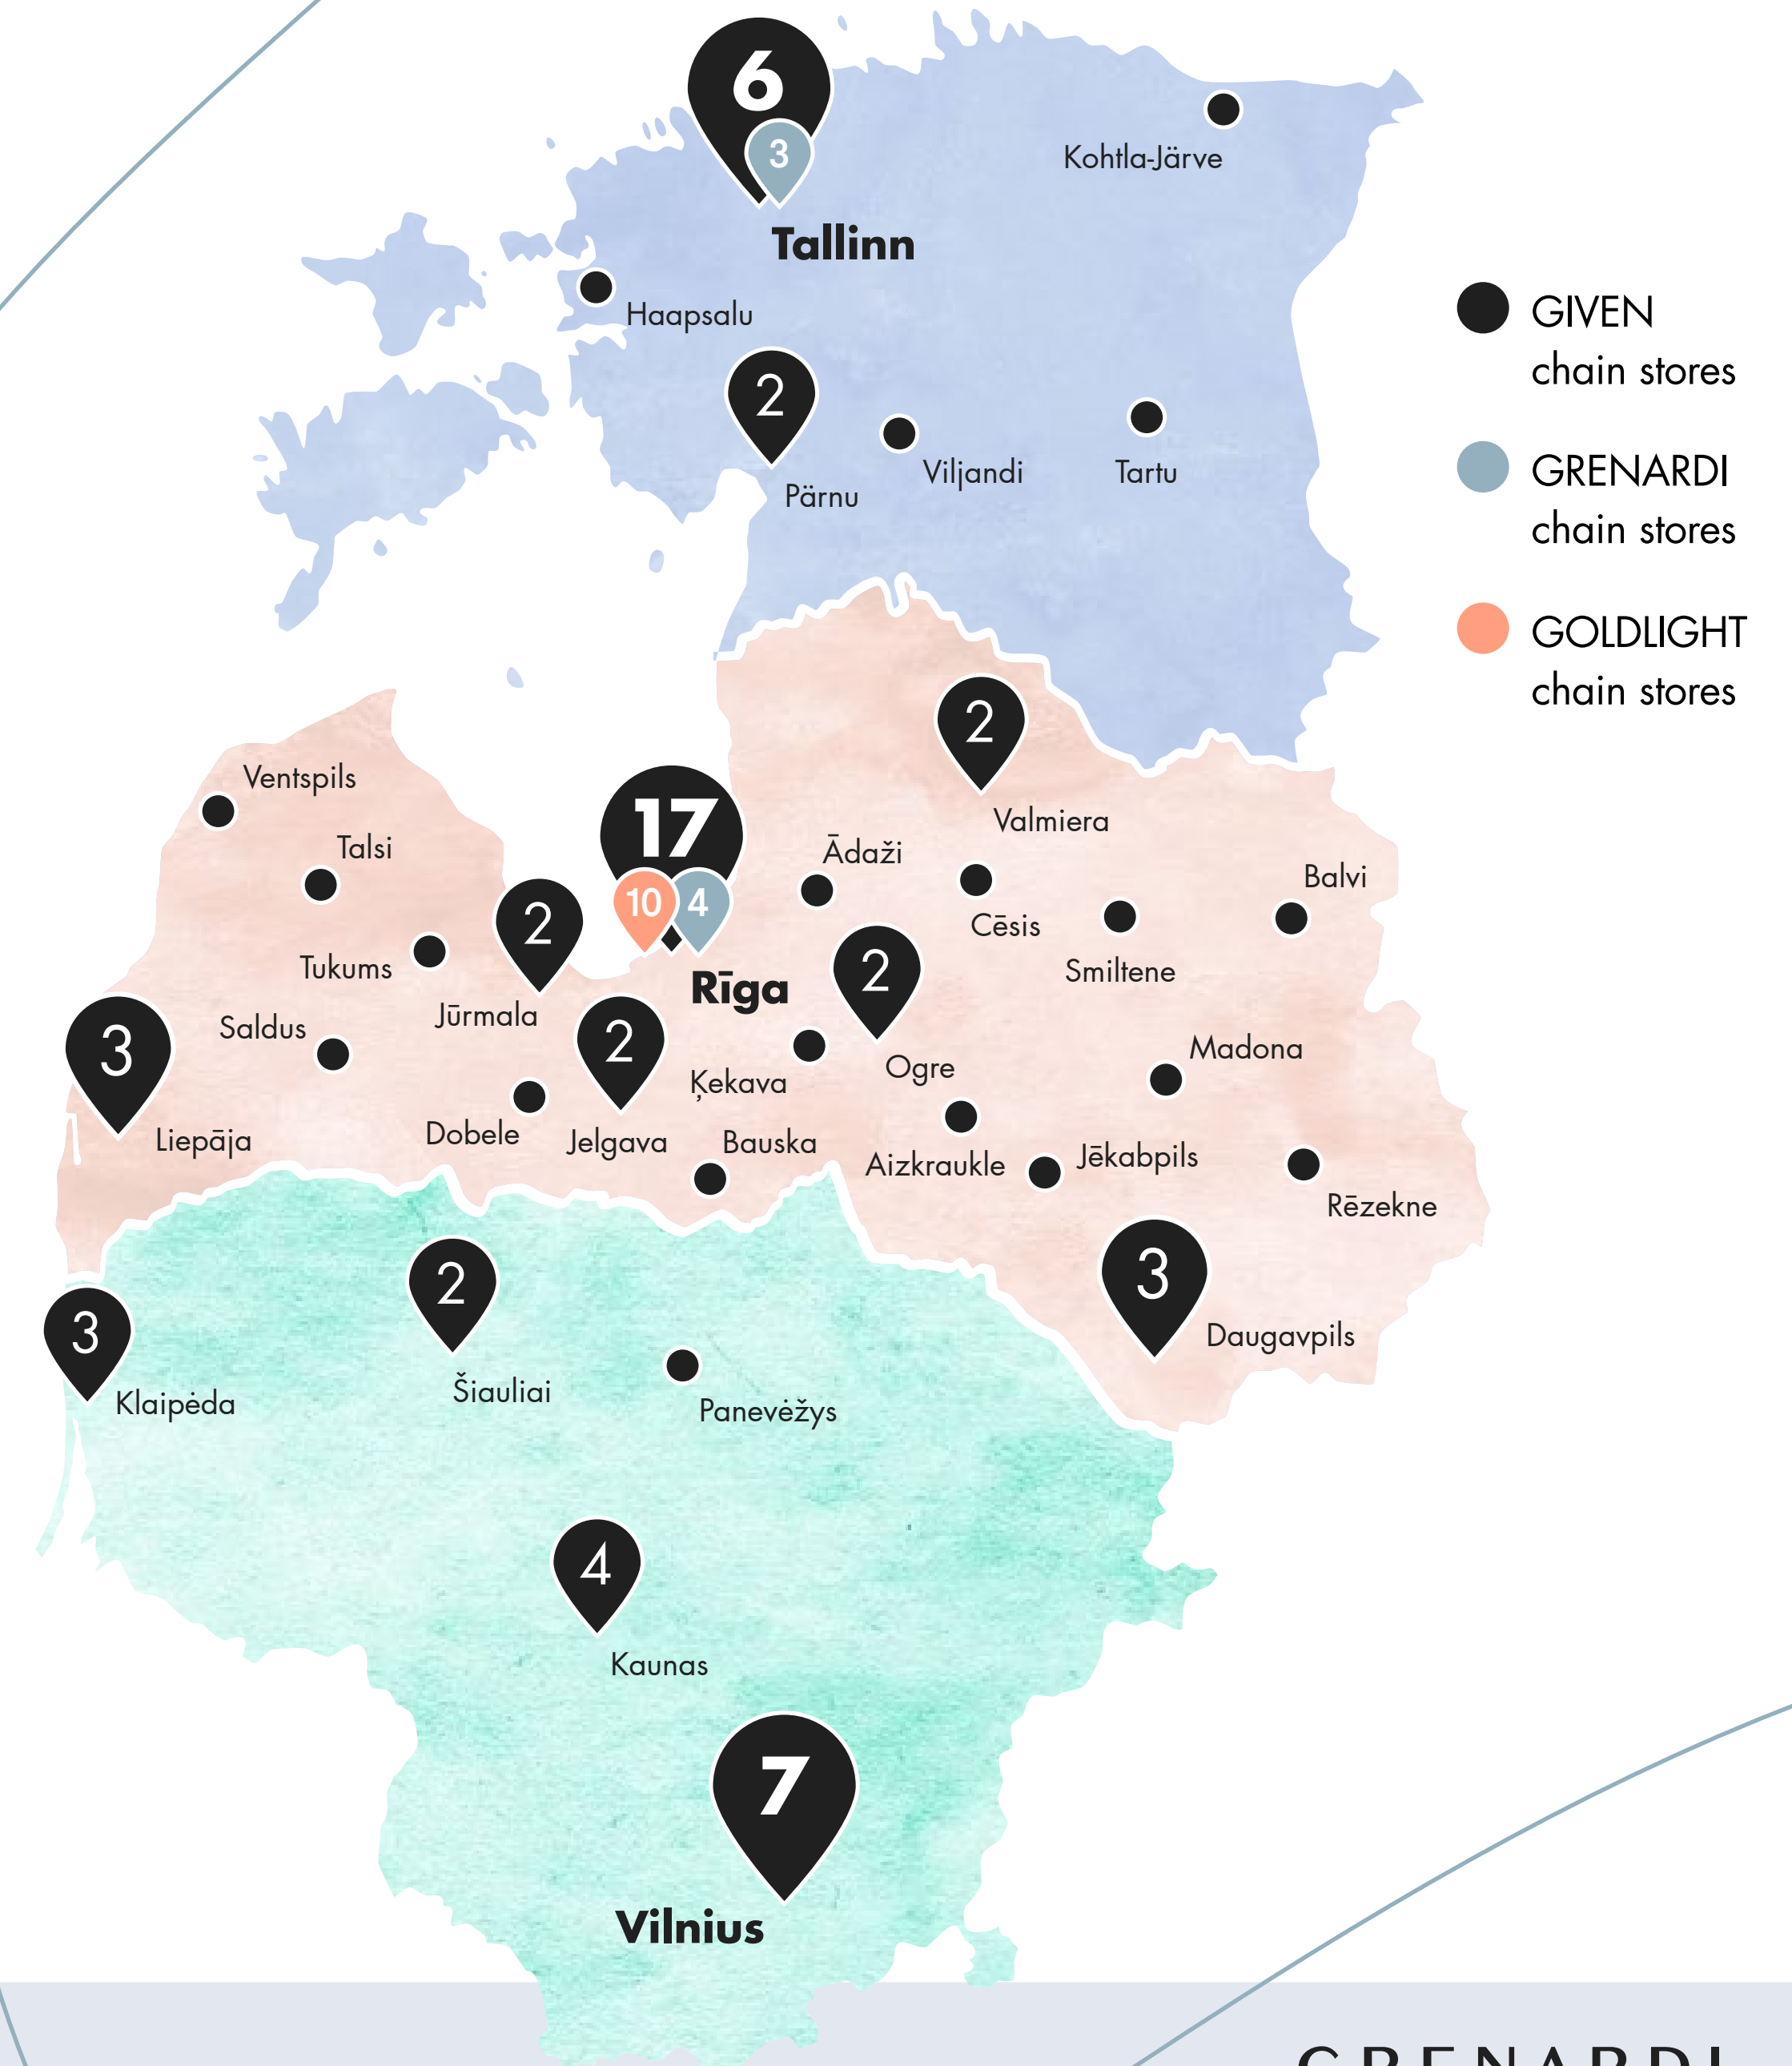 6
3
Tallinn
Kohtla-Järve
Haapsalu
GIVEN
chain stores
2
Pärnu
Viljandi
Tartu
GRENARDI
chain stores
GOLDLIGHT
chain stores
2
Valmiera
Ventspils
Talsi
17
10
4
Rīga
Ādaži
Cēsis
Smiltene
Balvi
Tukums
2
Jūrmala
2
Ogre
3
Liepāja
Saldus
Dobele
2
Jelgava
Ķekava
Bauska
Madona
Aizkraukle
Jēkabpils
Rēzekne
3
Daugavpils
2
Šiauliai
3
Klaipėda
Panevėžys
4
Kaunas
7
Vilnius
GRENARDI